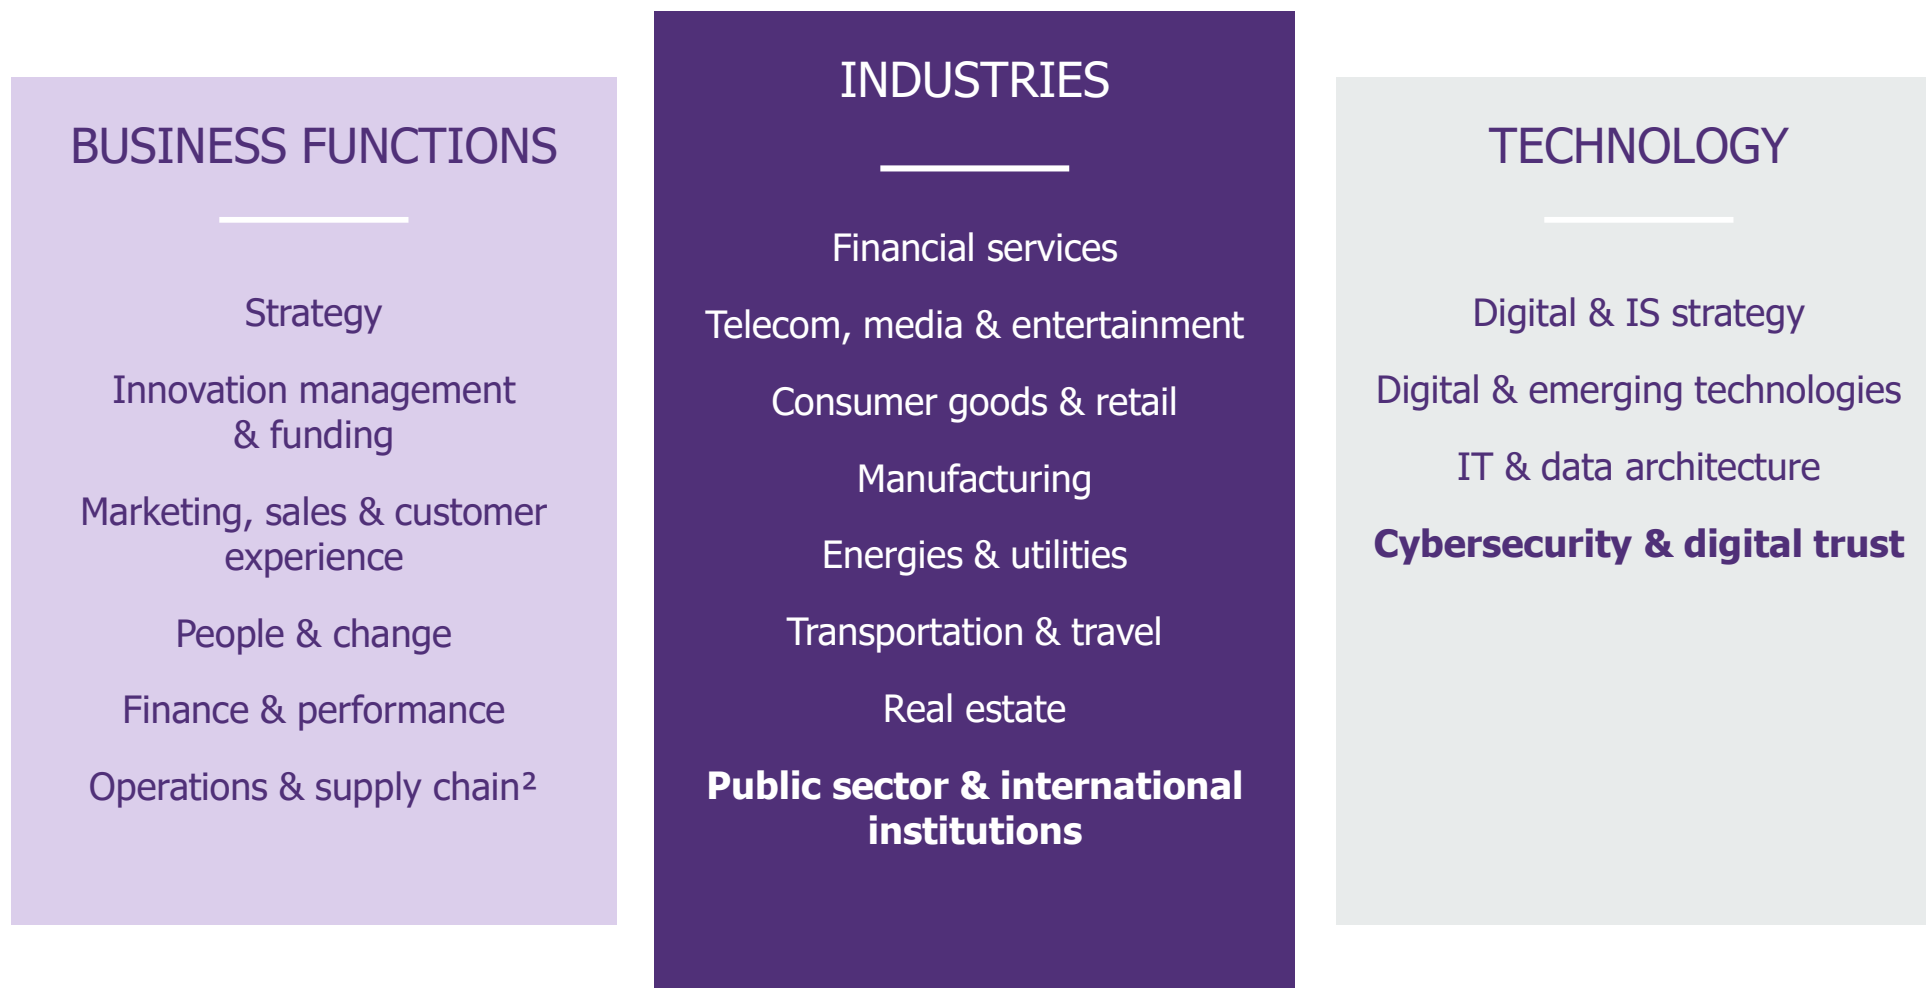 BUSINESS FUNCTIONS
Strategy
Innovation management
& funding
Marketing, sales & customer
experience
People & change
Finance & performance
Operations & supply chain²
INDUSTRIES
Financial services
Telecom, media & entertainment
Consumer goods & retail
Manufacturing
Energies & utilities
Transportation & travel
Real estate
Public sector & international
institutions
TECHNOLOGY
Digital & IS strategy
Digital & emerging technologies
IT & data architecture
Cybersecurity & digital trust